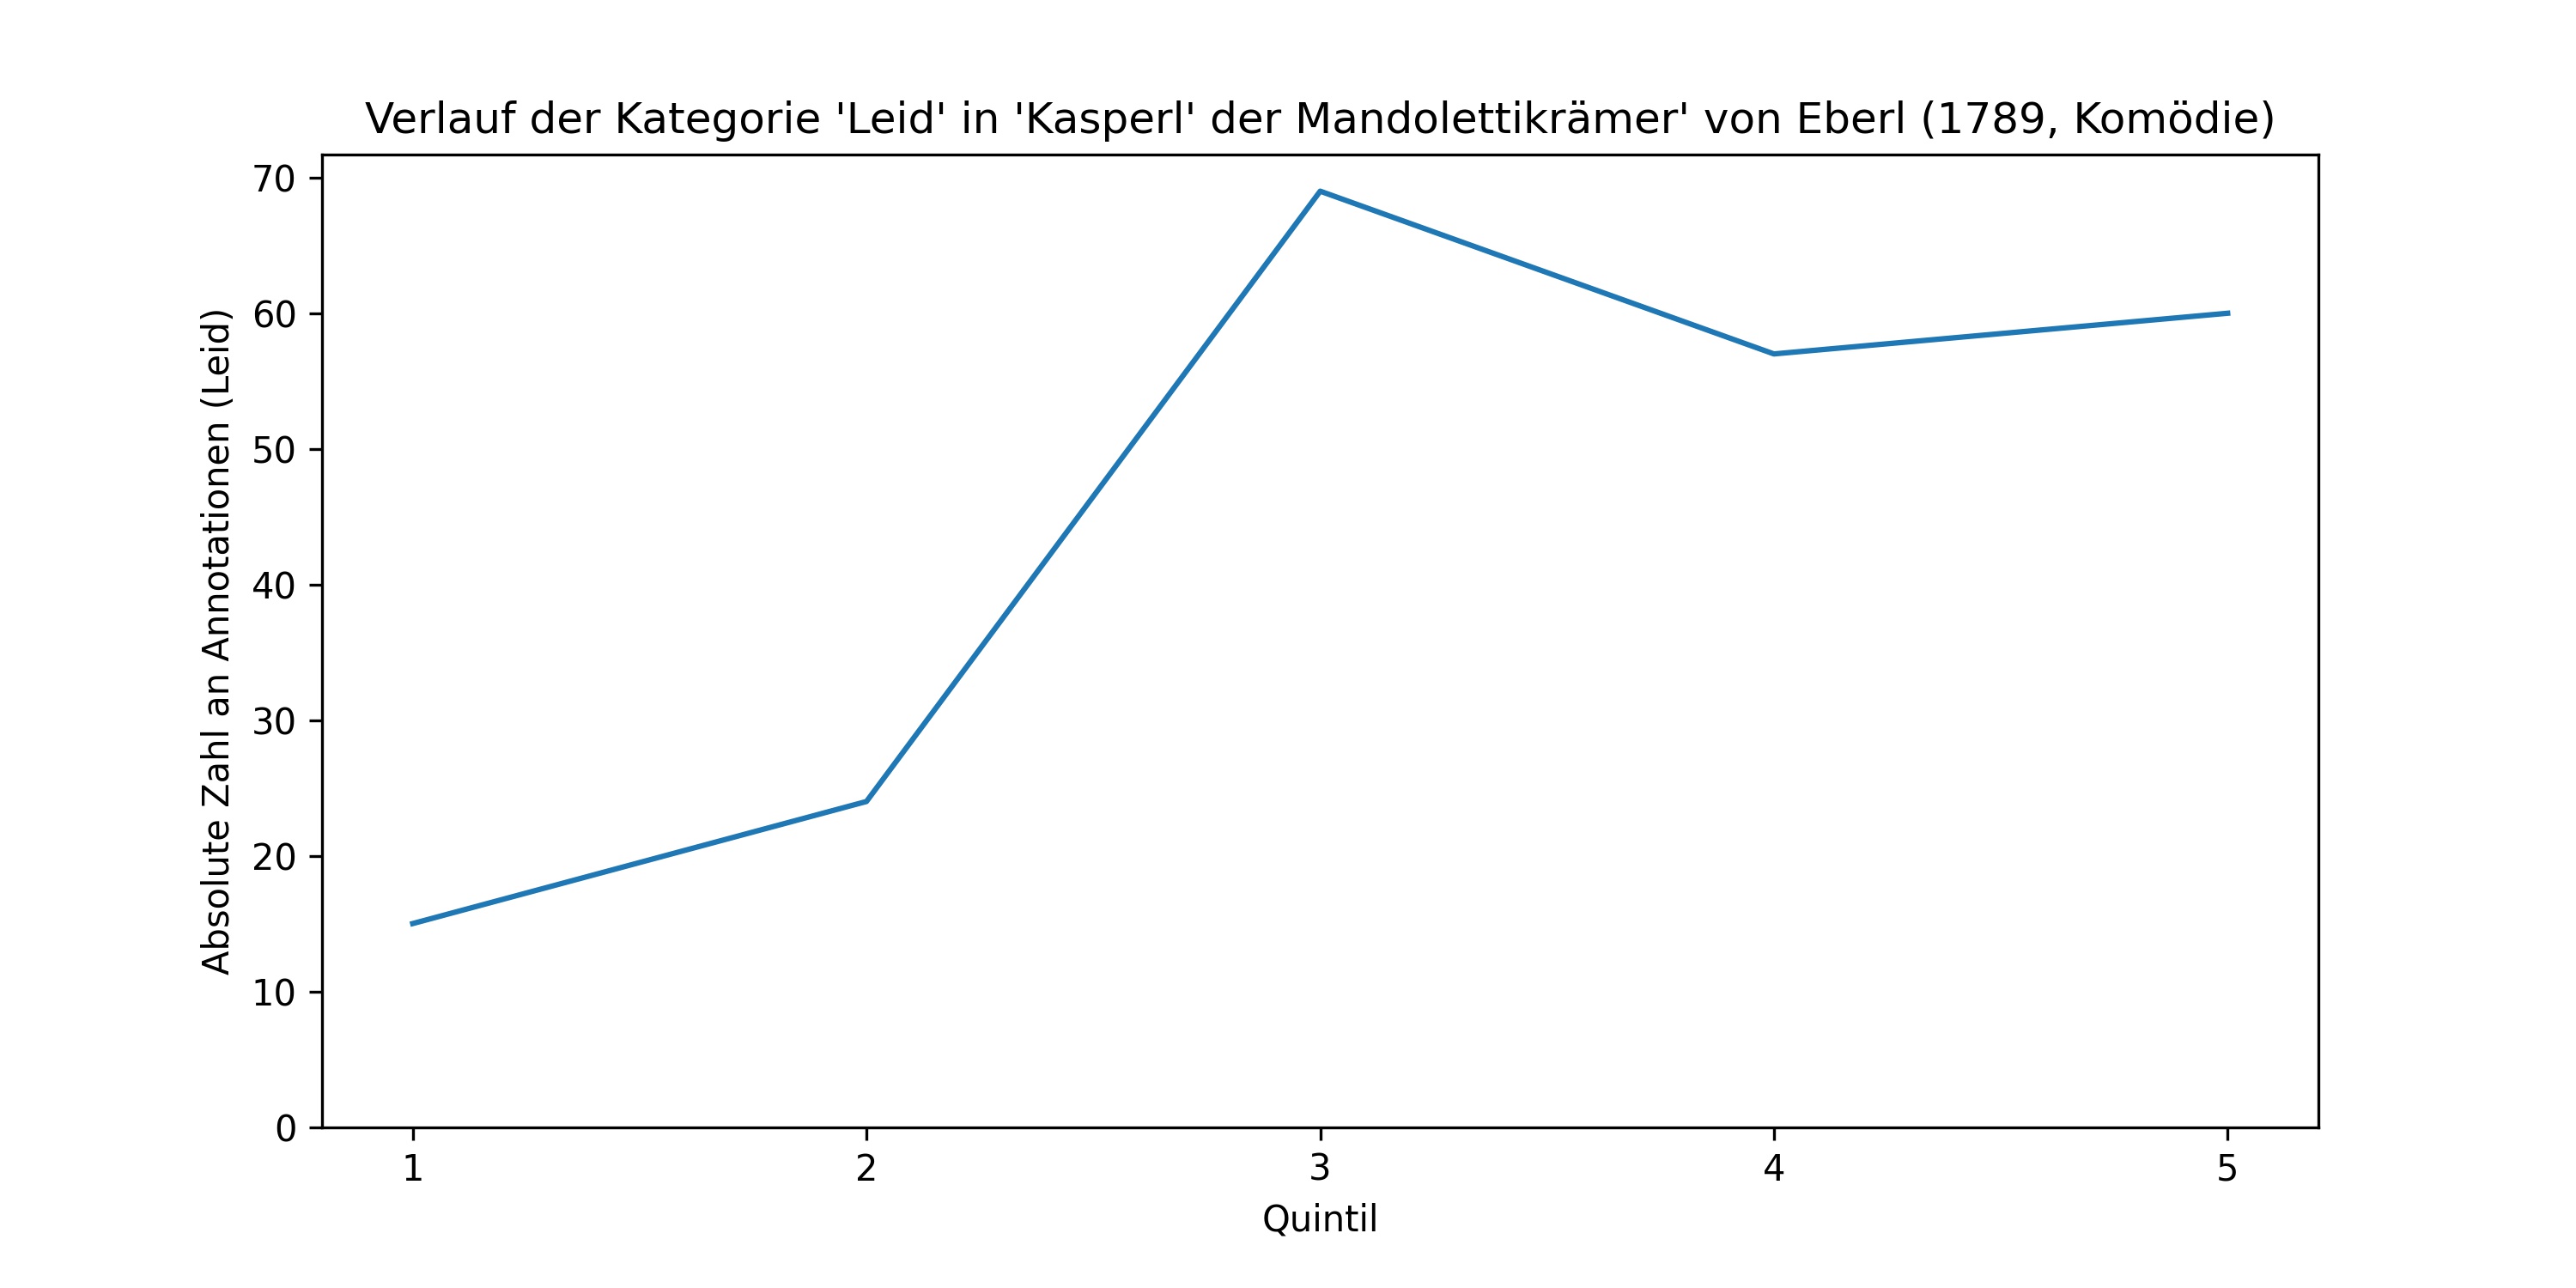 Verlauf der Kategorie 'Leid' in 'Kasperl' der Mandolettikrämer' von Eberl (1789, Komödie)
Absolute Zahl an Annotationen (Leid)
70
60
50
40
30
20
10
0
1 2 3 4 5
Quintil